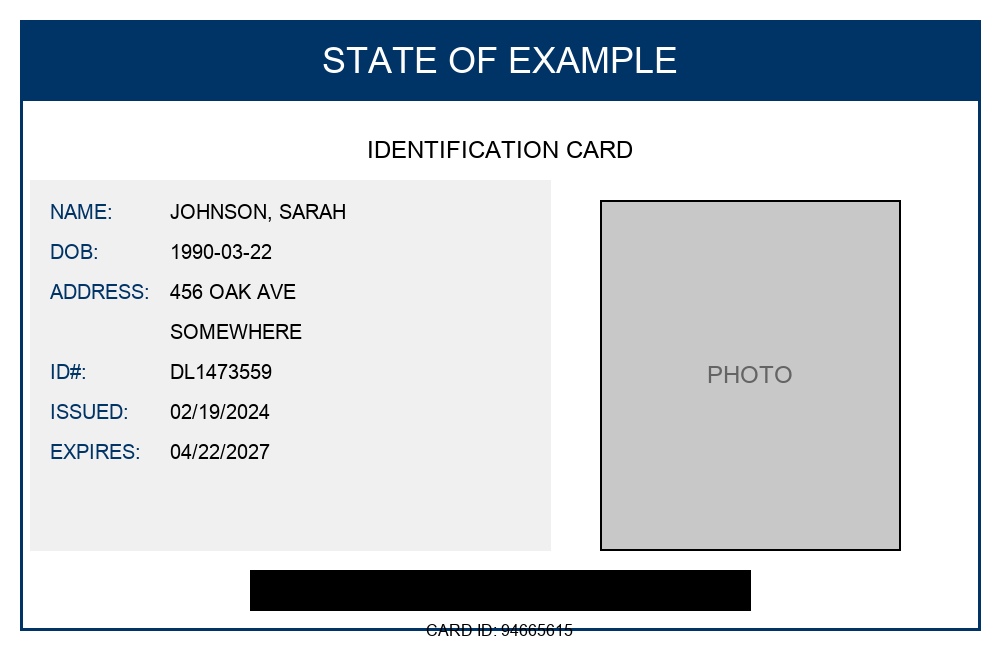 STATE OF EXAMPLE
IDENTIFICATION CARD
NAME: JOHNSON, SARAH
DOB: 1990-03-22
ADDRESS: 456 OAK AVE
SOMEWHERE
ID#: DL1473559
ISSUED: 02/19/2024
EXPIRES: 04/22/2027
PHOTO
CARD ID: 94665615